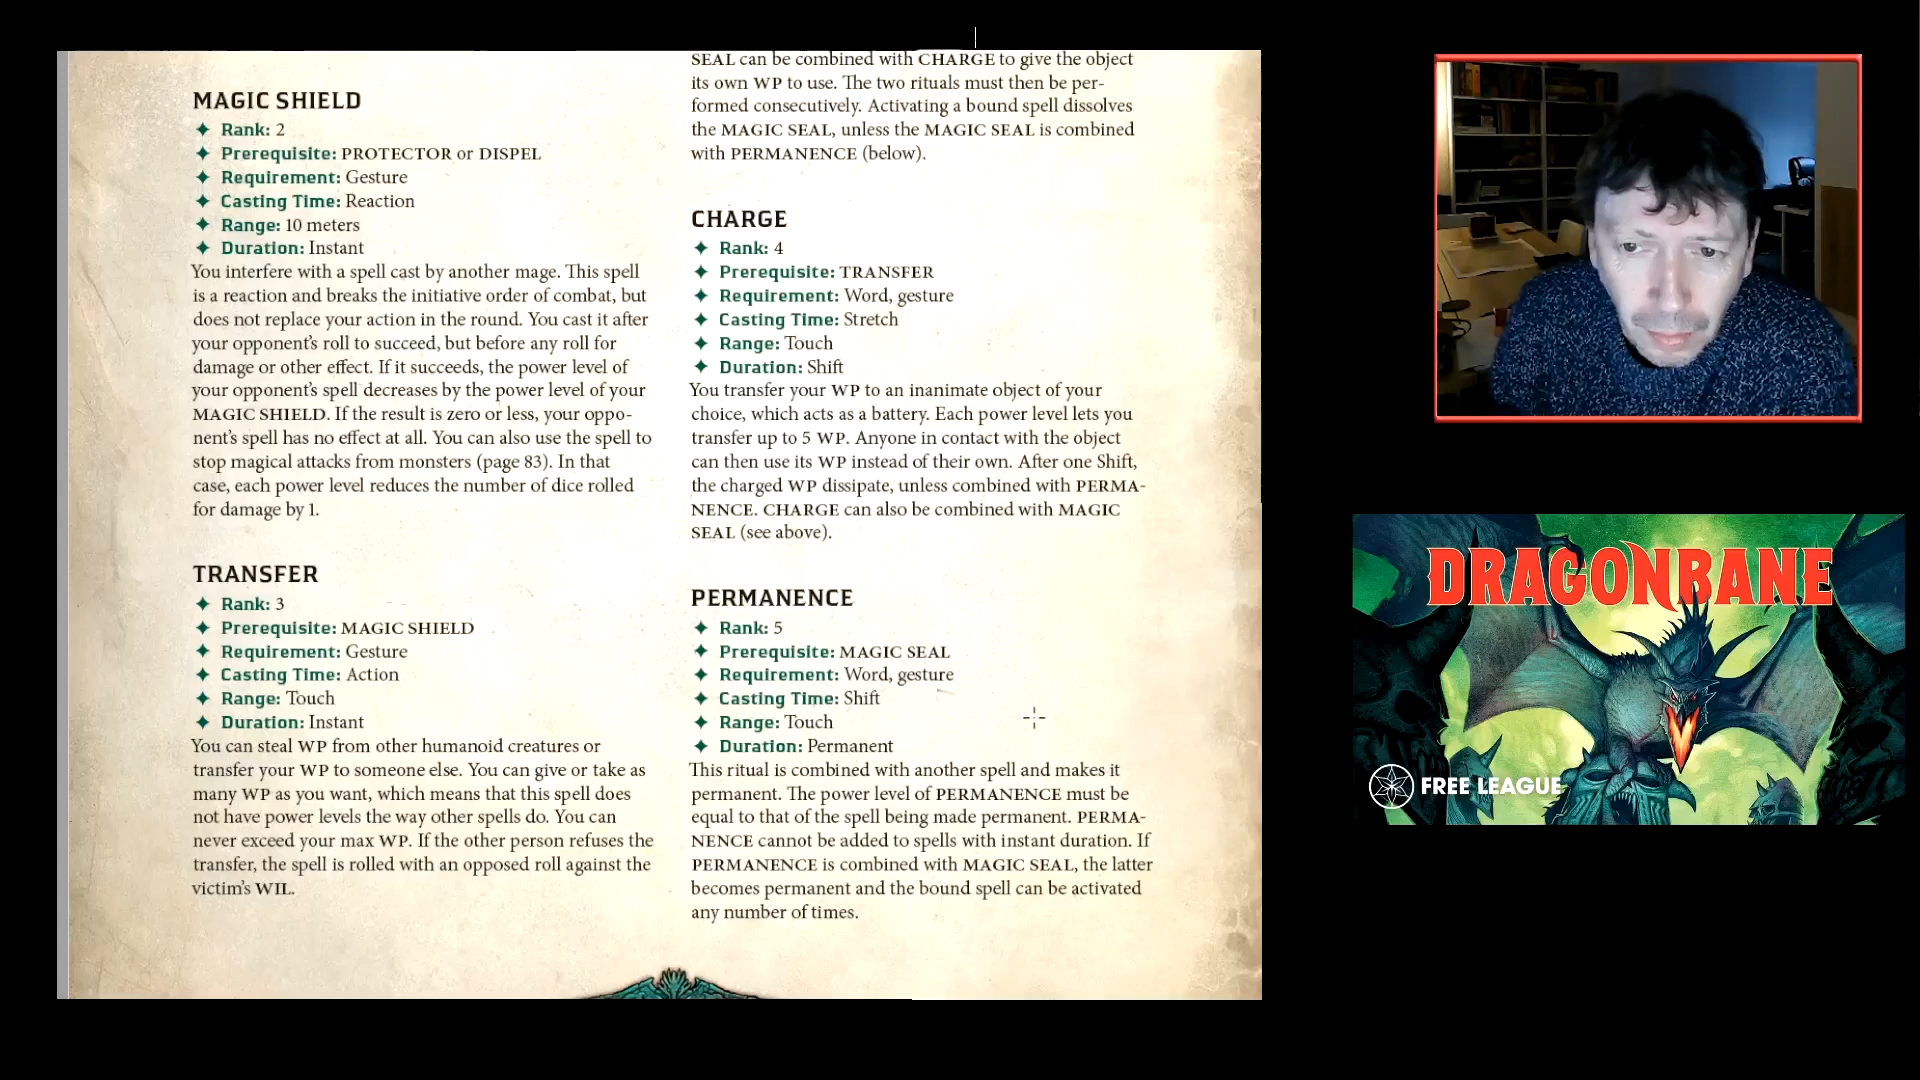 MAGIC SHIELD
Rank: 2
Prerequisite: PROTECTOR or DISPEL
Requirement: Gesture
Casting Time: Reaction
Range: 10 meters
Duration: Instant
You interfere with a spell cast by another mage. This spell
is a reaction and breaks the initiative order of combat, but
does not replace your action in the round. You cast it after
your opponent's roll to succeed, but before any roll for
damage or other effect. If it succeeds, the power level of
your opponent's spell decreases by the power level of your
MAGIC SHIELD. If the result is zero or less, your oppo-
nent's spell has no effect at all. You can also use the spell to
stop magical attacks from monsters (page 83). In that
case, each power level reduces the number of dice rolled
for damage by 1.
TRANSFER
Rank: 3
Prerequisite: MAGIC SHIELD
Requirement: Gesture
Casting Time: Action
Range: Touch
Duration: Instant
You can steal WP from other humanoid creatures or
transfer your WP to someone else. You can give or take as
many WP as you want, which means that this spell does
not have power levels the way other spells do. You can
never exceed your max WP. If the other person refuses the
transfer, the spell is rolled with an opposed roll against the
victim's WIL.
SEAL can be combined with CHARGE to give the object
its own WP to use. The two rituals must then be per-
formed consecutively. Activating a bound spell dissolves
the MAGIC SEAL, unless the MAGIC SEAL is combined
with PERMANENCE (below).
CHARGE
Rank: 4
Prerequisite: TRANSFER
Requirement: Word, gesture
Casting Time: Stretch
Range: Touch
Duration: Shift
You transfer your WP to an inanimate object of your
choice, which acts as a battery. Each power level lets you
transfer up to 5 WP. Anyone in contact with the object
can then use its WP instead of their own. After one Shift,
the charged WP dissipate, unless combined with PERMA-
NENCE. CHARGE can also be combined with MAGIC
SEAL (see above).
PERMANENCE
Rank: 5
Prerequisite: MAGIC SEAL
Requirement: Word, gesture
Casting Time: Shift
Range: Touch
Duration: Permanent
This ritual is combined with another spell and makes it
permanent. The power level of PERMANENCE must be
equal to that of the spell being made permanent. PERMA-
NENCE cannot be added to spells with instant duration. If
PERMANENCE is combined with MAGIC SEAL, the latter
becomes permanent and the bound spell can be activated
any number of times.
DRAGONBANE
FREE LEAGUE